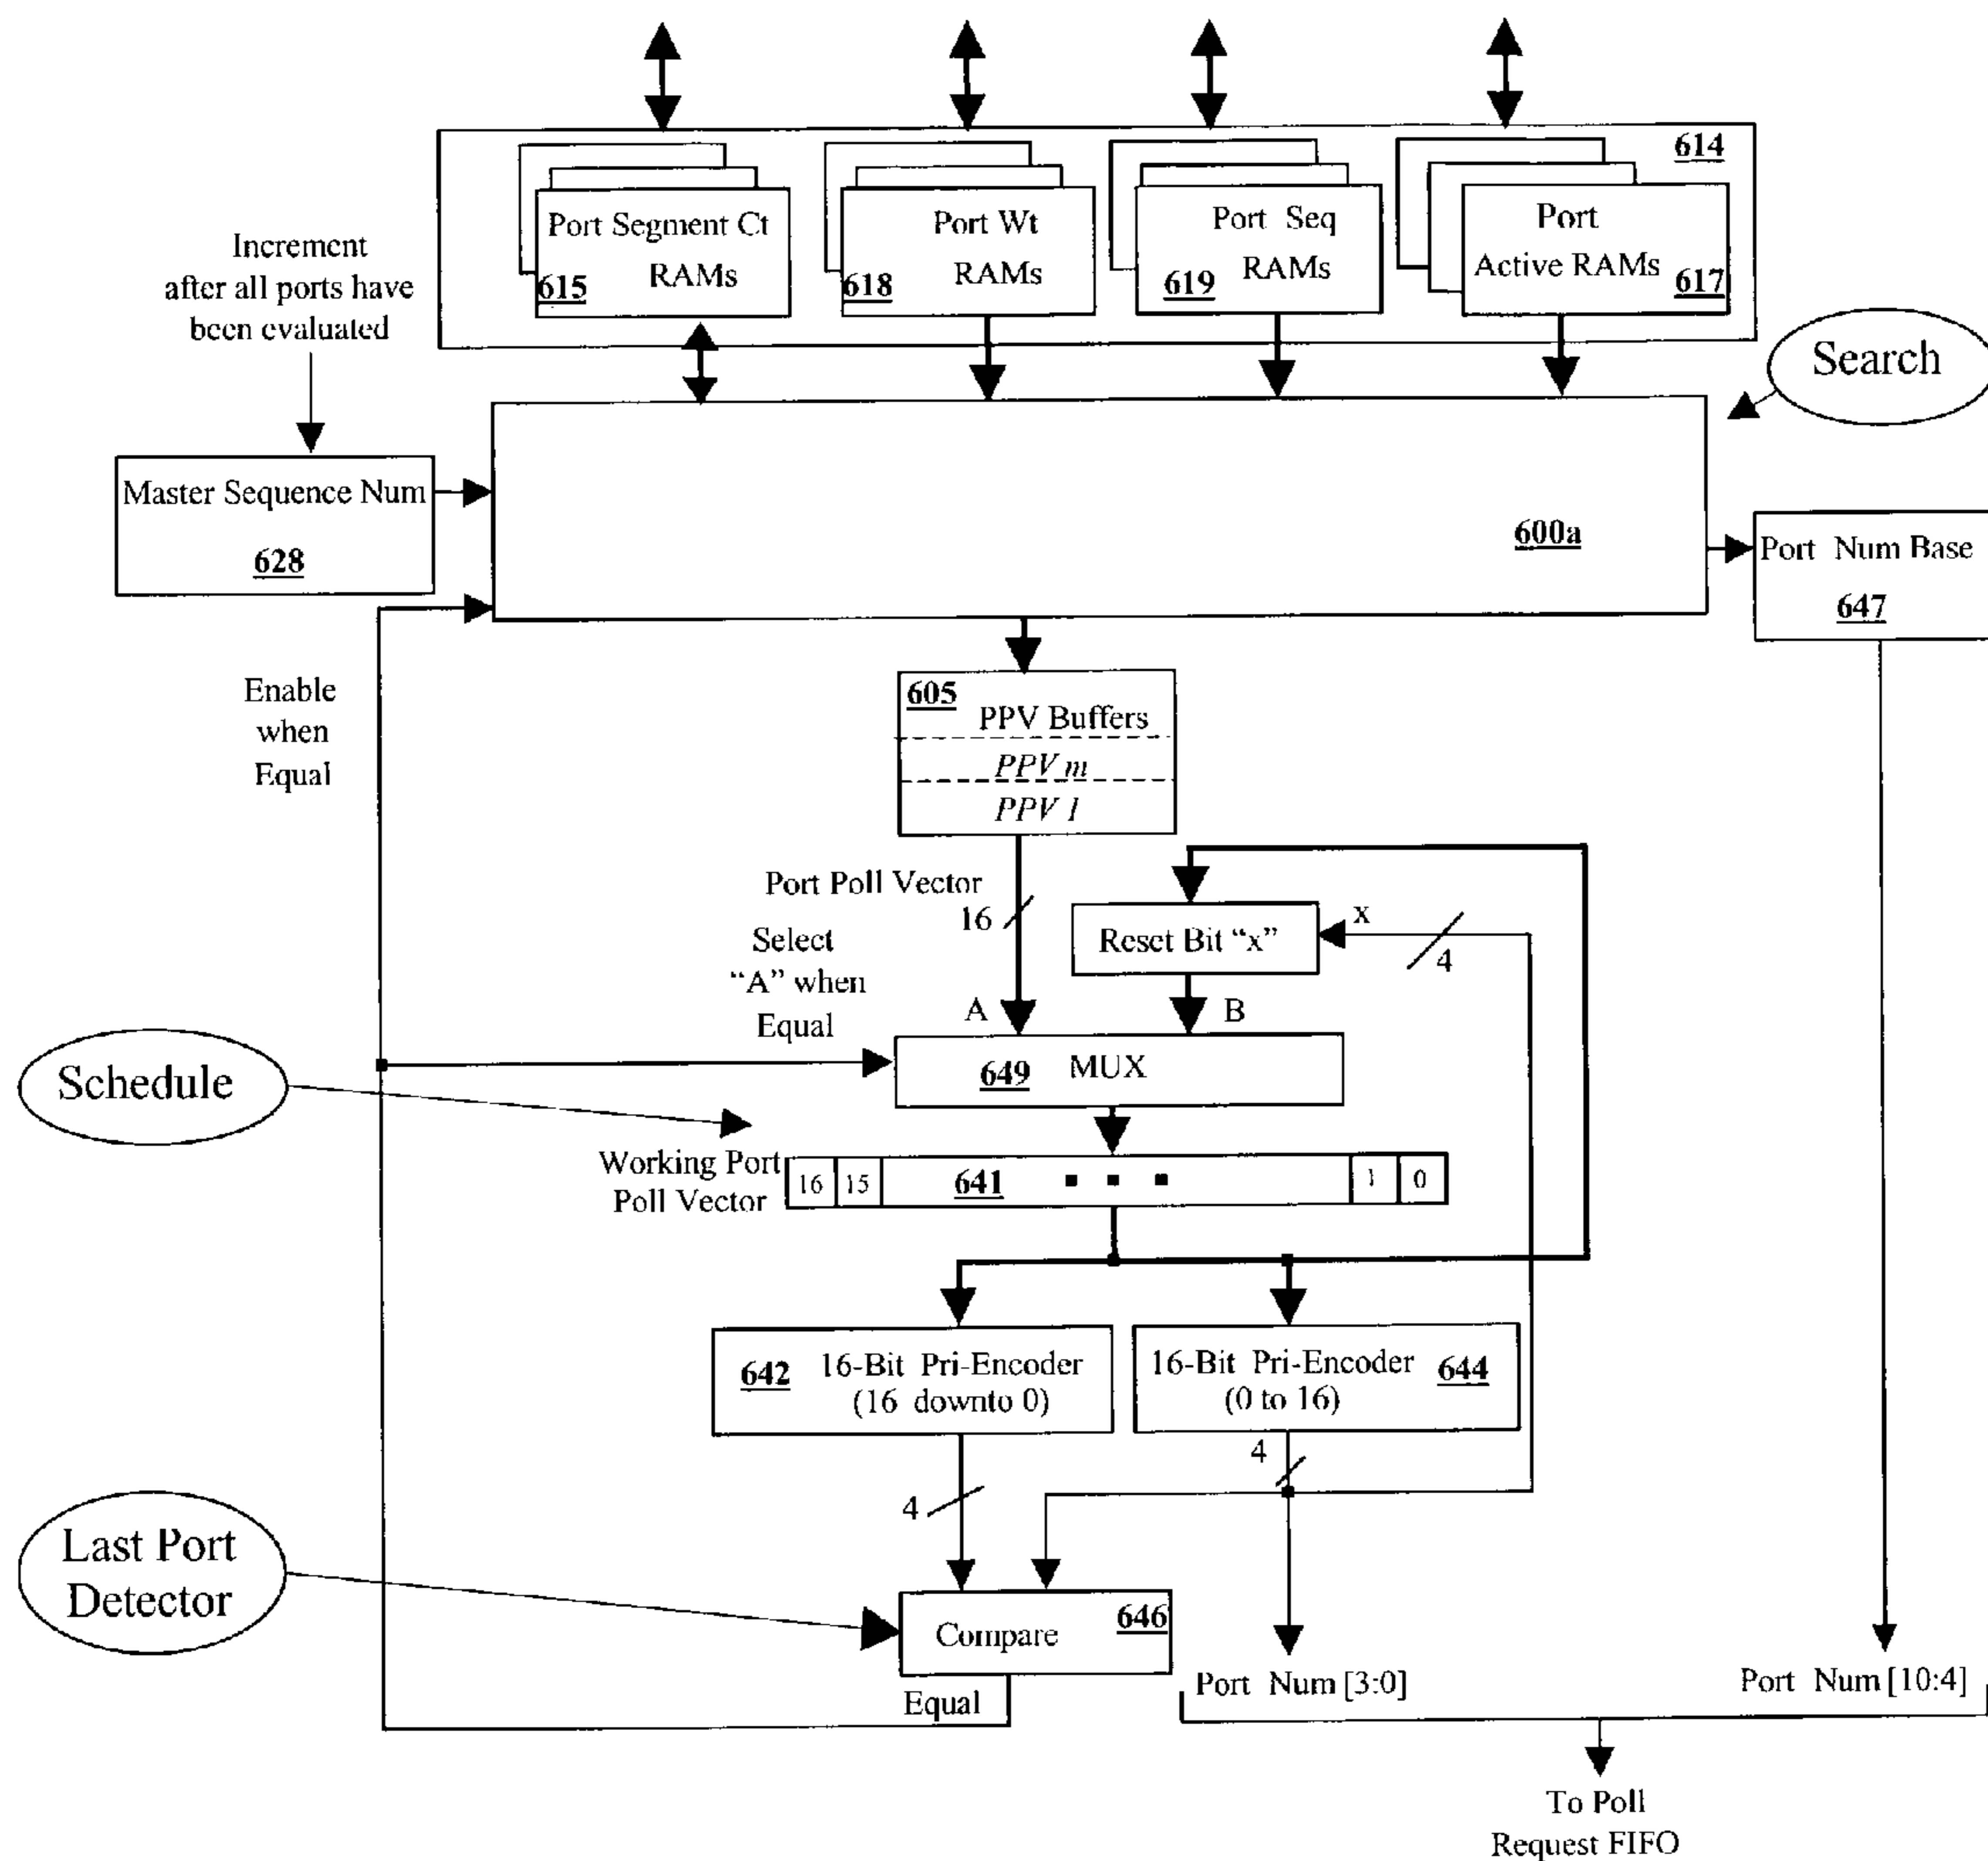 614
Port Segment Ct
RAMs
615
Port Wt
RAMs
618
Port Seq
RAMs
619
Port
Active RAMs
617
Increment
after all ports have
been evaluated
Search
Master Sequence Num
628
600a
Port Num Base
647
Enable
when
Equal
605
PPV Buffers
PPV m
PPV 1
Port Poll Vector
16
Select
"A" when
Equal
Reset Bit "x"
x
4
A
B
649 MUX
Schedule
Working Port
Poll Vector
16 15 641 ▪ ▪ ▪ 1 0
642 16-Bit Pri-Encoder
(16 downto 0)
16-Bit Pri-Encoder 644
(0 to 16)
4
4
Last Port
Detector
646
Compare
Equal
Port Num [3:0]
Port Num [10:4]
To Poll
Request FIFO